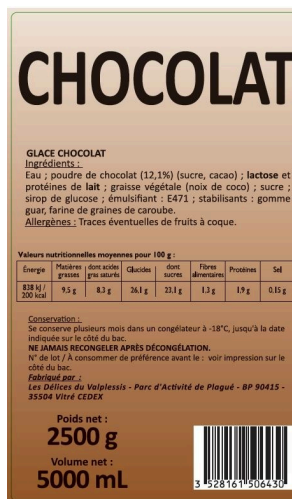 CHOCOLAT
GLACE CHOCOLAT
Ingrédients :
Eau ; poudre de chocolat (12,1%) (sucre, cacao) ; lactose et
protéines de lait ; graisse végétale (noix de coco) ; sucre ;
sirop de glucose ; émulsifiant : E471 ; stabilisants : gomme
guar, farine de graines de caroube.
Allergènes : Traces éventuelles de fruits à coque.
Valeurs nutritionnelles moyennes pour 100 g :
Énergie Matières grasses dont acides gras saturés Glucides dont sucres Fibres alimentaires Protéines Sel
838 kJ / 200 kcal 9,5 g 8,3 g 26,1 g 23,1 g 1,3 g 1,9 g 0,15 g
Conservation :
Se conserve plusieurs mois dans un congélateur à -18°C, jusqu'à la date
indiquée sur le côté du bac.
NE JAMAIS RECONGELER APRÈS DÉCONGÉLATION.
N° de lot / À consommer de préférence avant le : voir impression sur le
côté du bac.
Fabriqué par :
Les Délices du Valplessis - Parc d'Activité de Plagué - BP 90415 -
35504 Vitré CEDEX
Poids net :
2500 g
Volume net :
5000 mL
3 528161 506430